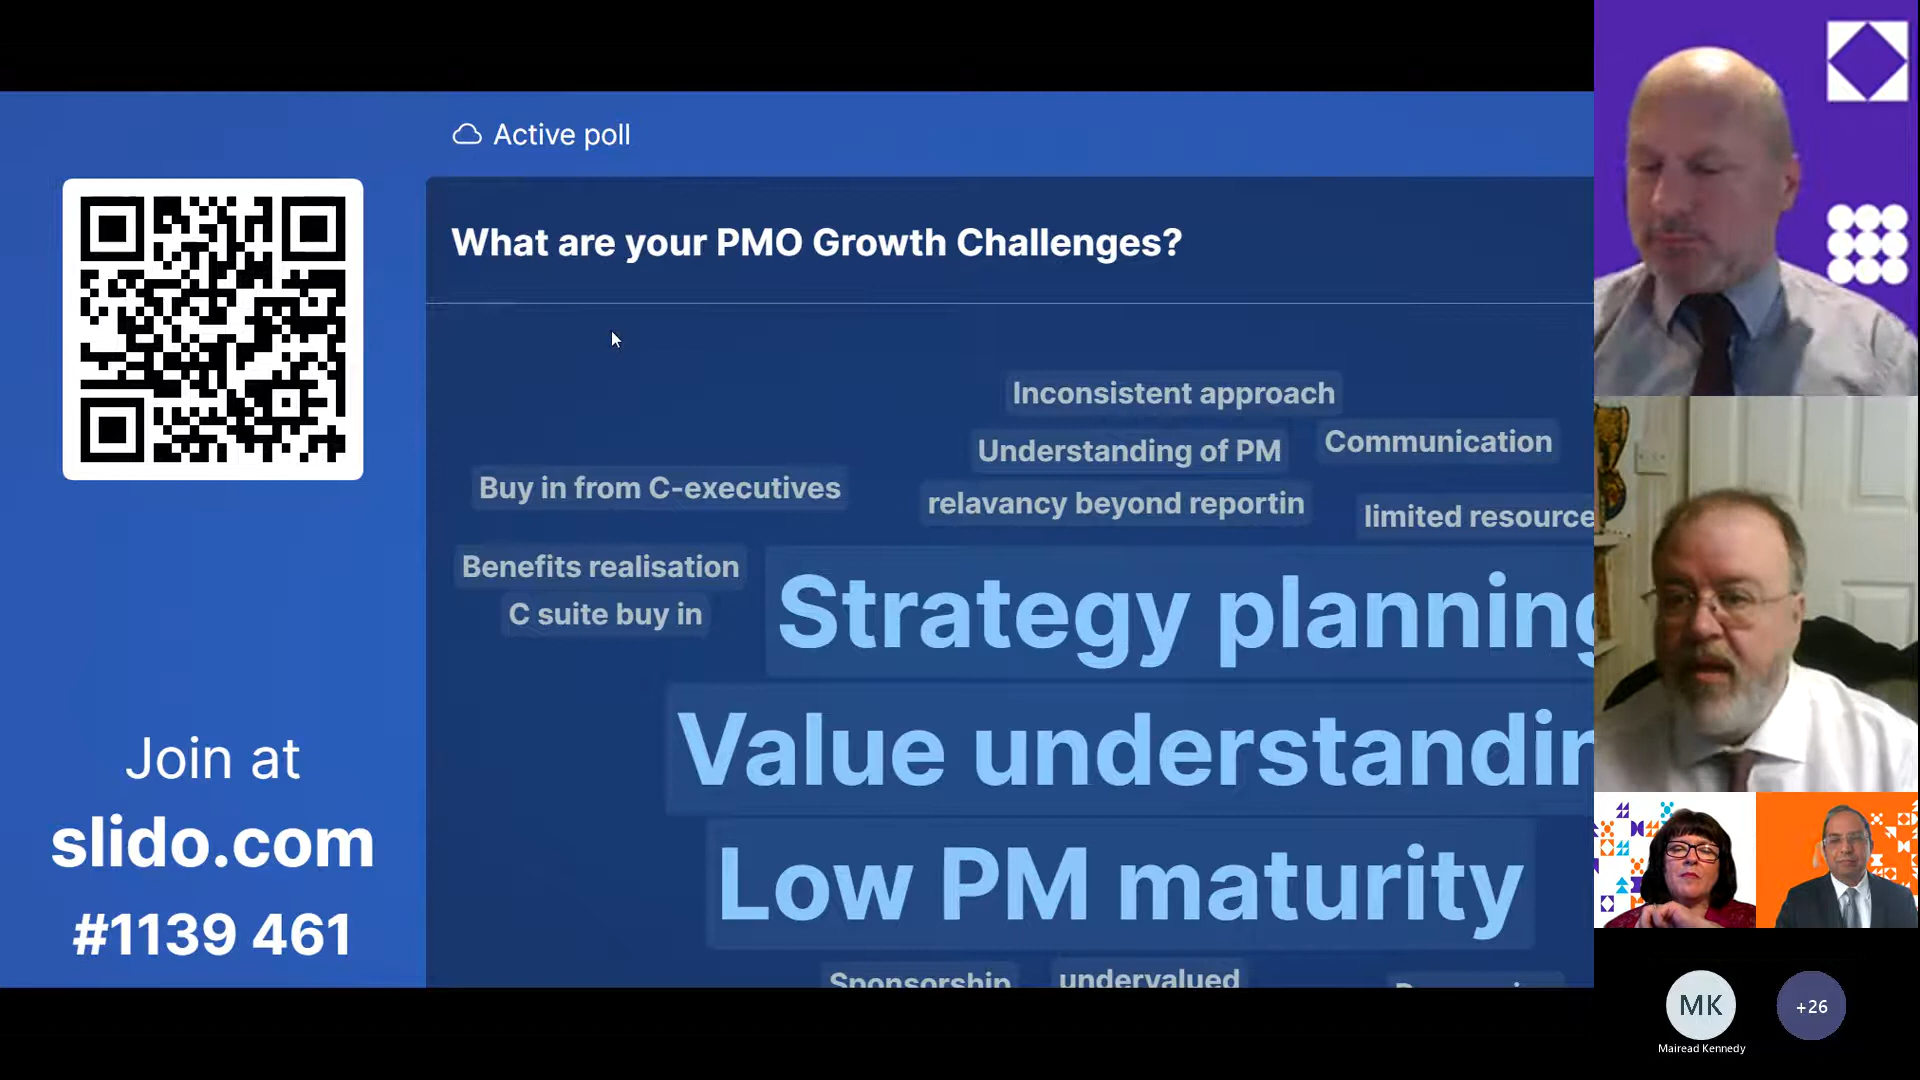 Active poll
What are your PMO Growth Challenges?
Inconsistent approach
Understanding of PM
Communication
Buy in from C-executives
relavancy beyond reportin
limited resource
Benefits realisation
C suite buy in
Strategy planning
Value understandin
Low PM maturity
Sponsorship
undervalued
Join at
slido.com
#1139 461
MK
+26
Mairead Kennedy